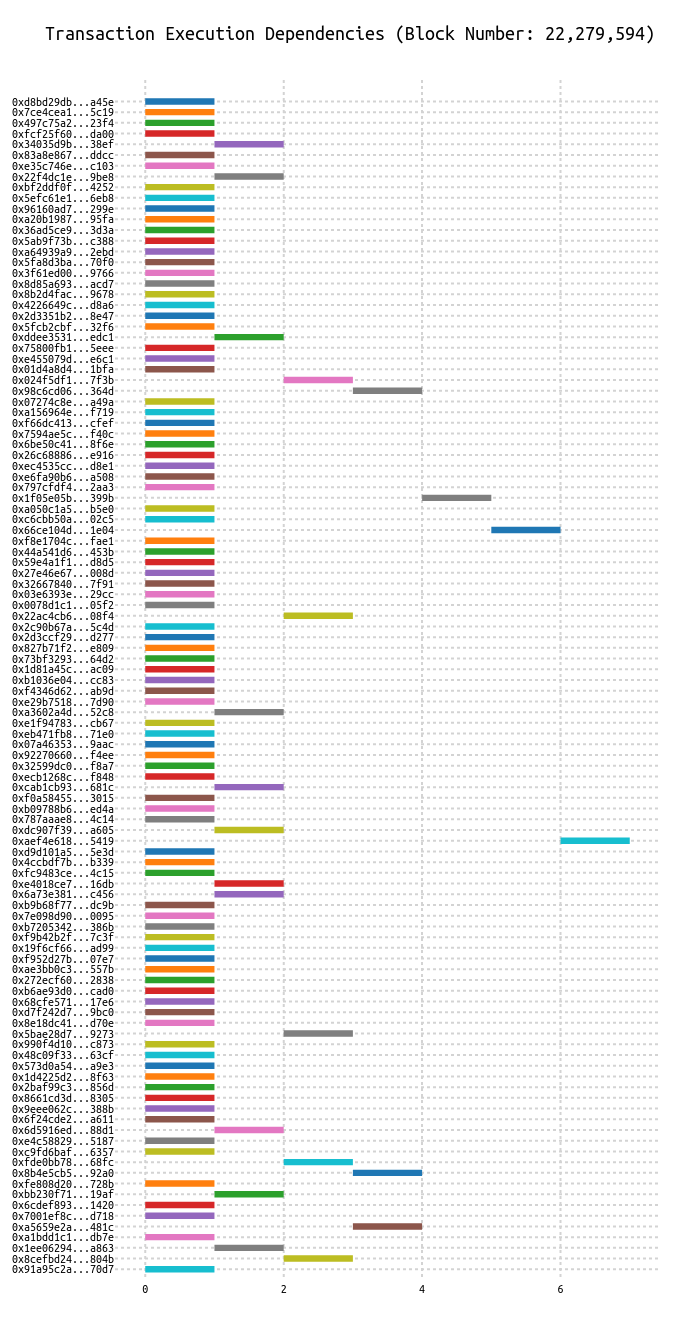 Transaction Execution Dependencies (Block Number: 22,279,594)
0xd8bd29db...a45e
0x7ce4cea1...5c19
0x497c75a2...23f4
0xfcf25f60...da00
0x34035d9b...38ef
0x83a8e867...ddcc
0xe35c746e...c103
0x22f4dc1e...9be8
0xbf2ddf0f...4252
0x5efc61e1...6eb8
0x96160ad7...299e
0xa20b1987...95fa
0x36ad5ce9...3d3a
0x5ab9f73b...c388
0xa64939a9...2ebd
0x5fa8d3ba...70f0
0x3f61ed00...9766
0x8d85a693...acd7
0x8b2d4fac...9678
0x4226649c...d8a6
0x2d3351b2...8e47
0x5fcb2cbf...32f6
0xddee3531...edc1
0x75800fb1...5eee
0xe455079d...e6c1
0x01d4a8d4...1bfa
0x024f5df1...7f3b
0x98c6cd06...364d
0x07274c8e...a49a
0xa156964e...f719
0xf66dc413...cfef
0x7594ae5c...f40c
0x6be50c41...8f6e
0x26c68886...e916
0xec4535cc...d8e1
0xe6fa90b6...a508
0x797cfdf4...2aa3
0x1f05e05b...399b
0xa050c1a5...b5e0
0xc6cbb50a...02c5
0x66ce104d...1e04
0xf8e1704c...fae1
0x44a541d6...453b
0x59e4a1f1...d8d5
0x27e46e67...008d
0x32667840...7f91
0x03e6393e...29cc
0x0078d1c1...05f2
0x22ac4cb6...08f4
0x2c90b67a...5c4d
0x2d3ccf29...d277
0x827b71f2...e809
0x73bf3293...64d2
0x1d81a45c...ac09
0xb1036e04...cc83
0xf4346d62...ab9d
0xe29b7518...7d90
0xa3602a4d...52c8
0xe1f94783...cb67
0xeb471fb8...71e0
0x07a46353...9aac
0x92270660...f4ee
0x32599dc0...f8a7
0xecb1268c...f848
0xcab1cb93...681c
0xf0a58455...3015
0xb09788b6...ed4a
0x787aaae8...4c14
0xdc907f39...a605
0xaef4e618...5419
0xd9d101a5...5e3d
0x4ccbdf7b...b339
0xfc9483ce...4c15
0xe4018ce7...16db
0x6a73e381...c456
0xb9b68f77...dc9b
0x7e098d90...0095
0xb7205342...386b
0xf9b42b2f...7c3f
0x19f6cf66...ad99
0xf952d27b...07e7
0xae3bb0c3...557b
0x272ecf60...2838
0xb6ae93d0...cad0
0x68cfe571...17e6
0xd7f242d7...9bc0
0x8e18dc41...d70e
0x5bae28d7...9273
0x990f4d10...c873
0x48c09f33...63cf
0x573d0a54...a9e3
0x1d4225d2...8f63
0x2baf99c3...856d
0x8661cd3d...8305
0x9eee062c...388b
0x6f24cde2...a611
0x6d5916ed...88d1
0xe4c58829...5187
0xc9fd6baf...6357
0xfde0bb78...68fc
0x8b4e5cb5...92a0
0xfe808d20...728b
0xbb230f71...19af
0x6cdef893...1420
0x7001ef8c...d718
0xa5659e2a...481c
0xa1bdd1c1...db7e
0x1ee06294...a863
0x8cefbd24...804b
0x91a95c2a...70d7
0 2 4 6